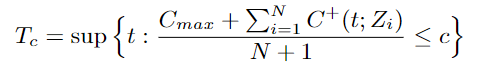 $T_c = \sup \left\{ t : \frac{C_{max} + \sum_{i=1}^{N} C^{+}(t; Z_i)}{N+1} \leq c \right\}$